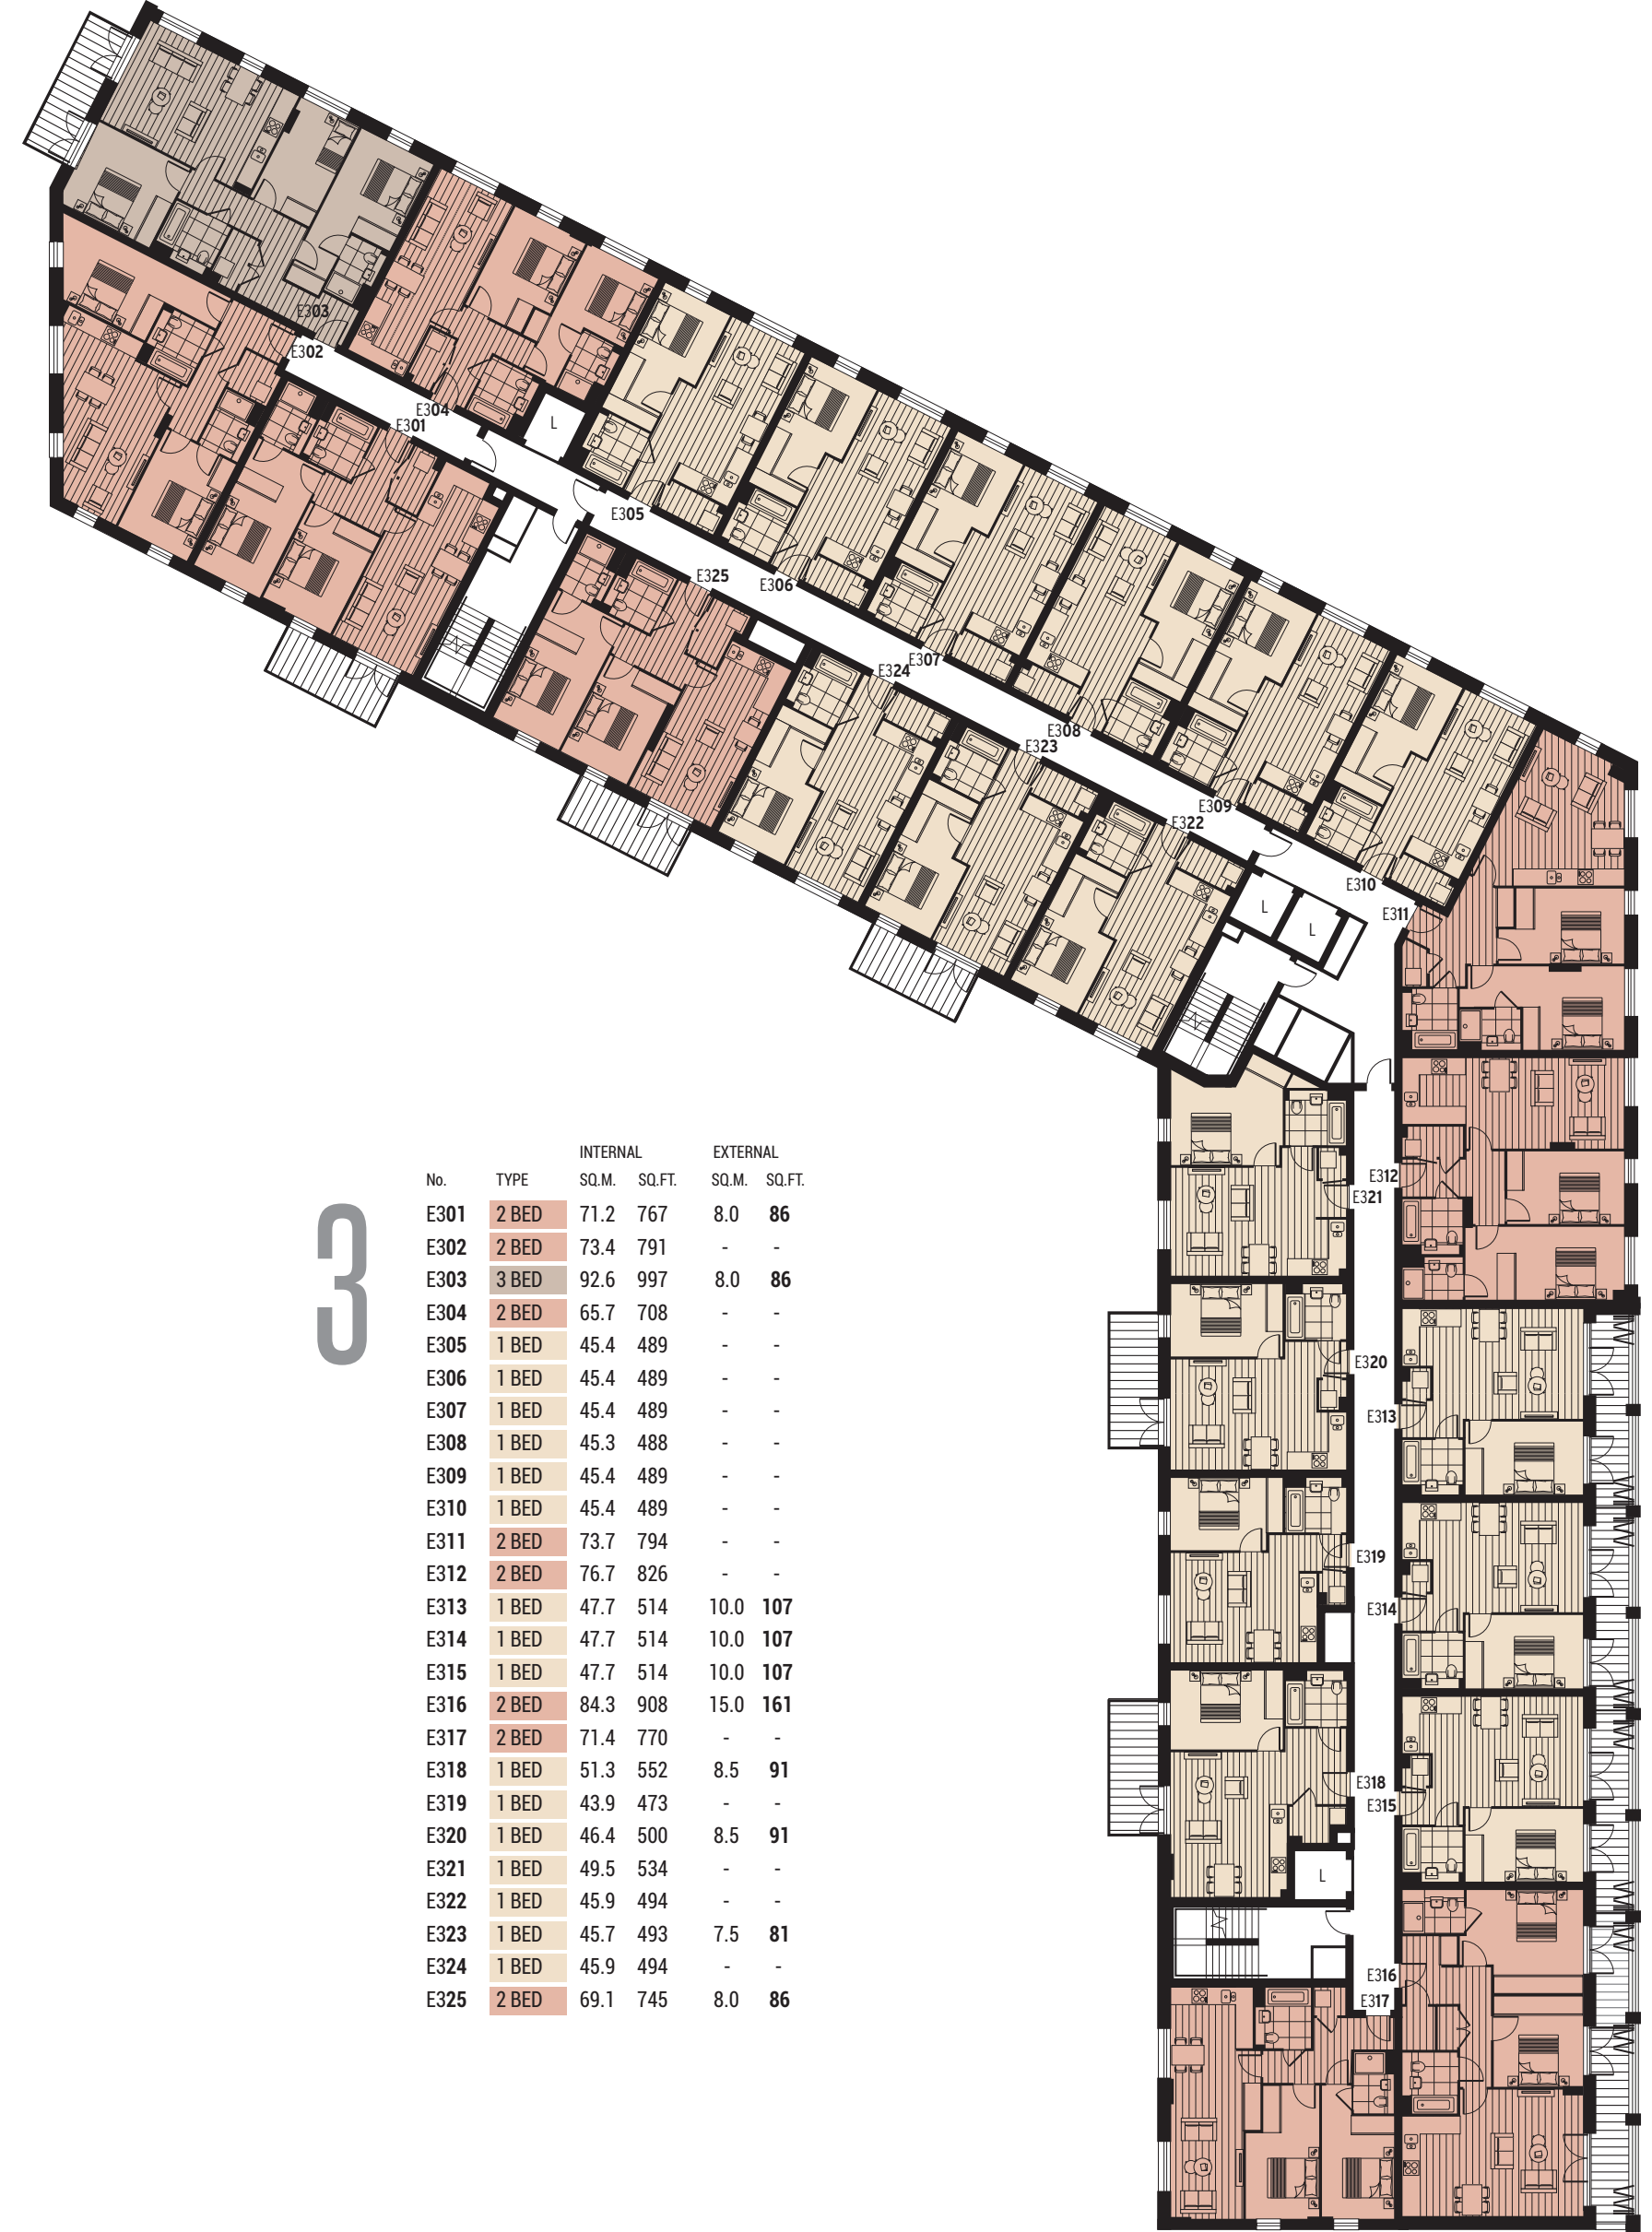 E303
E302
E304
E301
L
E305
E325
E306
E307
E324
E308
E323
E309
E322
E310
E311
L
L
E312
E321
E320
E313
E319
E314
E318
E315
L
E316
E317
3
INTERNAL EXTERNAL
No. TYPE SQ.M. SQ.FT. SQ.M. SQ.FT.
E301 2 BED 71.2 767 8.0 86
E302 2 BED 73.4 791 - -
E303 3 BED 92.6 997 8.0 86
E304 2 BED 65.7 708 - -
E305 1 BED 45.4 489 - -
E306 1 BED 45.4 489 - -
E307 1 BED 45.4 489 - -
E308 1 BED 45.3 488 - -
E309 1 BED 45.4 489 - -
E310 1 BED 45.4 489 - -
E311 2 BED 73.7 794 - -
E312 2 BED 76.7 826 - -
E313 1 BED 47.7 514 10.0 107
E314 1 BED 47.7 514 10.0 107
E315 1 BED 47.7 514 10.0 107
E316 2 BED 84.3 908 15.0 161
E317 2 BED 71.4 770 - -
E318 1 BED 51.3 552 8.5 91
E319 1 BED 43.9 473 - -
E320 1 BED 46.4 500 8.5 91
E321 1 BED 49.5 534 - -
E322 1 BED 45.9 494 - -
E323 1 BED 45.7 493 7.5 81
E324 1 BED 45.9 494 - -
E325 2 BED 69.1 745 8.0 86